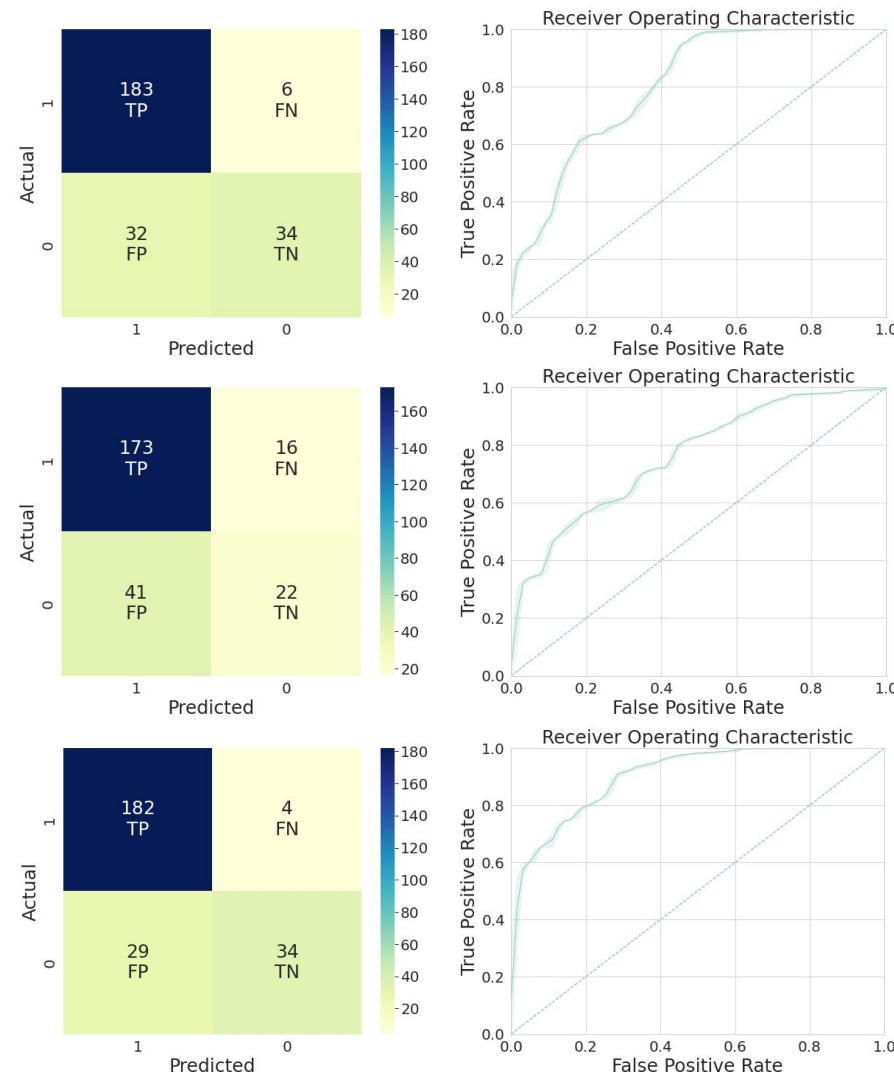 183
TP
6
FN
32
FP
34
TN
1
0
Actual
1
0
Predicted
160
140
120
100
80
60
40
20
180
Receiver Operating Characteristic
True Positive Rate
1.0
0.8
0.6
0.4
0.2
0.0
0.0 0.2 0.4 0.6 0.8 1.0
False Positive Rate
173
TP
16
FN
41
FP
22
TN
1
0
Actual
1
0
Predicted
160
140
120
100
80
60
40
20
Receiver Operating Characteristic
True Positive Rate
1.0
0.8
0.6
0.4
0.2
0.0
0.0 0.2 0.4 0.6 0.8 1.0
False Positive Rate
182
TP
4
FN
29
FP
34
TN
1
0
Actual
1
0
Predicted
180
160
140
120
100
80
60
40
20
Receiver Operating Characteristic
True Positive Rate
1.0
0.8
0.6
0.4
0.2
0.0
0.0 0.2 0.4 0.6 0.8 1.0
False Positive Rate